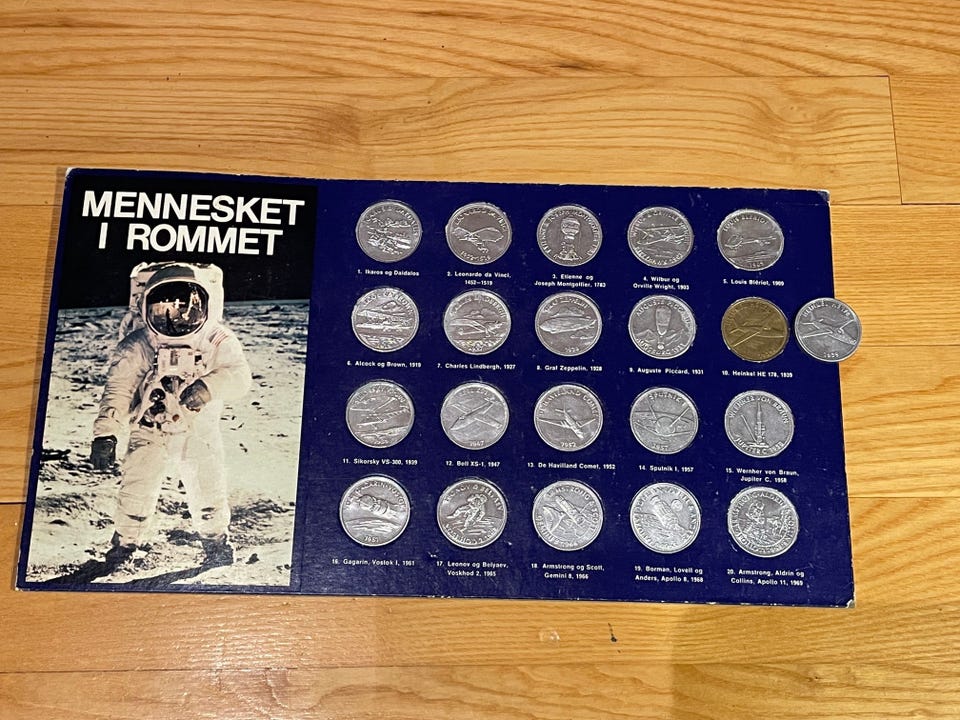 MENNESKET
I ROMMET
1. Ikaros og Daidalos
2. Leonardo da Vinci,
1452–1519
3. Etienne og
Joseph Montgolfier, 1783
4. Wilbur og
Orville Wright, 1903
5. Louis Blériot, 1909
6. Alcock og Brown, 1919
7. Charles Lindbergh, 1927
8. Graf Zeppelin, 1928
9. Auguste Piccard, 1931
10. Heinkel HE 178, 1939
11. Sikorsky VS-300, 1939
12. Bell XS-1, 1947
1947
13. De Havilland Comet, 1952
1952
14. Sputnik I, 1957
SPUTNIK
1957
15. Wernher von Braun,
Jupiter C, 1958
16. Gagarin, Vostok I, 1961
1961
17. Leonov og Belyaev,
Voskhod 2, 1965
18. Armstrong og Scott,
Gemini 8, 1966
19. Borman, Lovell og
Anders, Apollo 8, 1968
20. Armstrong, Aldrin og
Collins, Apollo 11, 1969